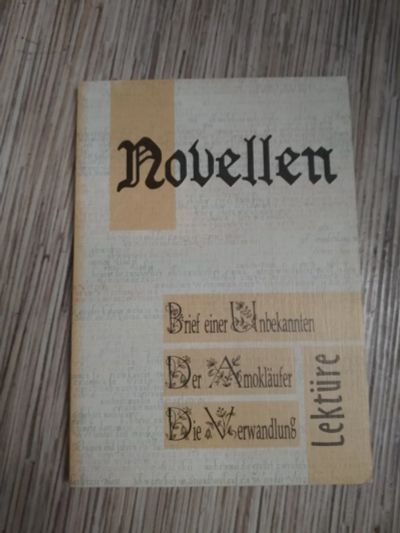 Novellen
Brief einer Unbekannten
Der Amokläufer
Die Verwandlung
Lektüre